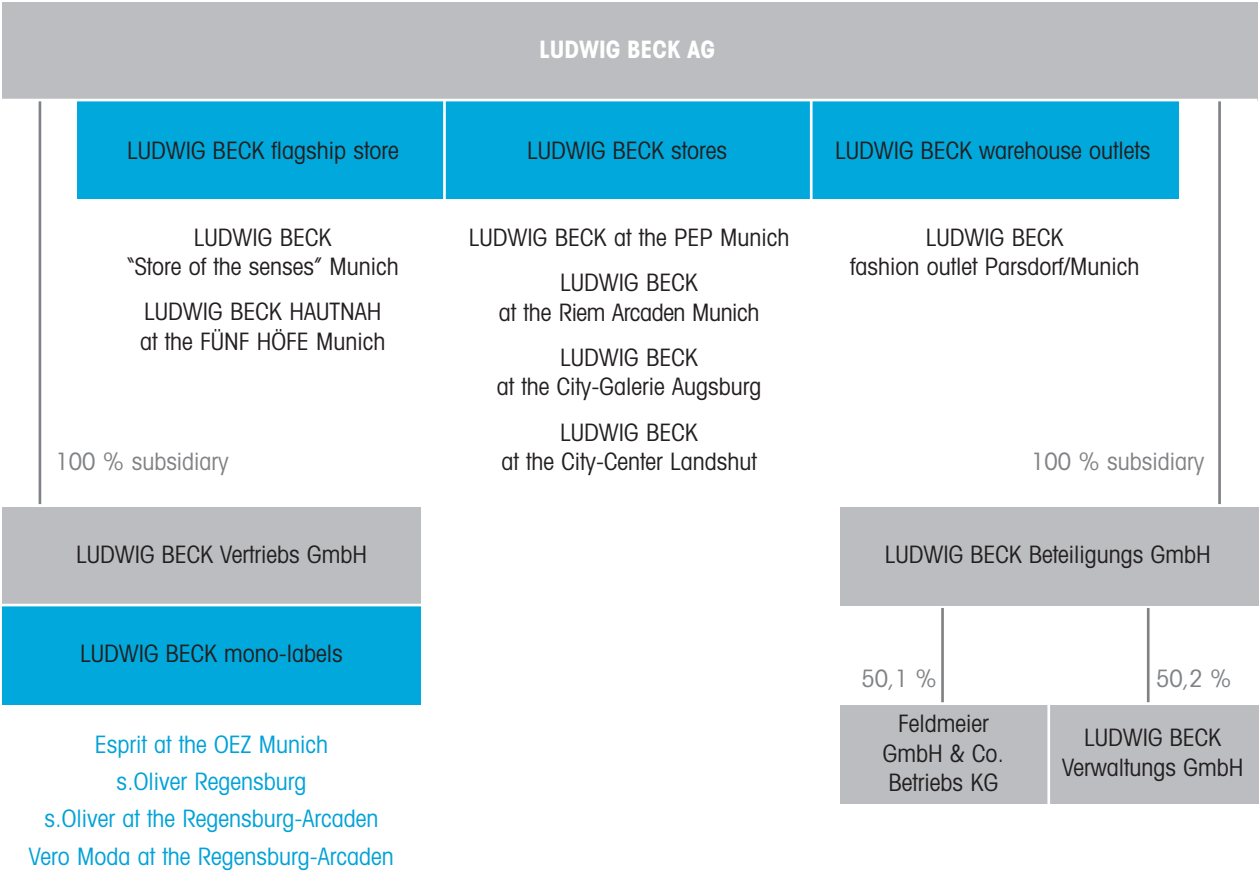 LUDWIG BECK AG
LUDWIG BECK flagship store
LUDWIG BECK stores
LUDWIG BECK warehouse outlets
LUDWIG BECK
“Store of the senses” Munich
LUDWIG BECK HAUTNAH
at the FÜNF HÖFE Munich
LUDWIG BECK at the PEP Munich
LUDWIG BECK
at the Riem Arcaden Munich
LUDWIG BECK
at the City-Galerie Augsburg
LUDWIG BECK
at the City-Center Landshut
LUDWIG BECK
fashion outlet Parsdorf/Munich
100 % subsidiary
100 % subsidiary
LUDWIG BECK Vertriebs GmbH
LUDWIG BECK mono-labels
Esprit at the OEZ Munich
s.Oliver Regensburg
s.Oliver at the Regensburg-Arcaden
Vero Moda at the Regensburg-Arcaden
LUDWIG BECK Beteiligungs GmbH
50,1 %
50,2 %
Feldmeier
GmbH & Co.
Betriebs KG
LUDWIG BECK
Verwaltungs GmbH